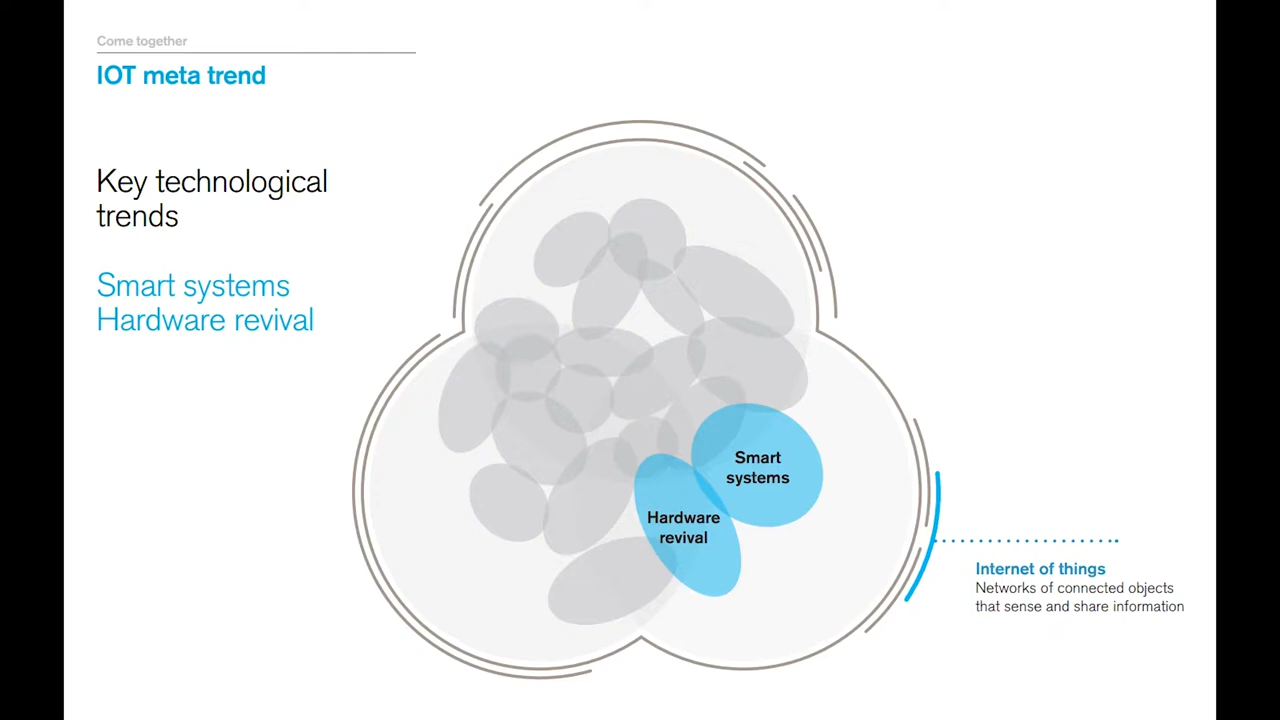 Come together
IOT meta trend
Key technological
trends
Smart systems
Hardware revival
Smart
systems
Hardware
revival
Internet of things
Networks of connected objects
that sense and share information